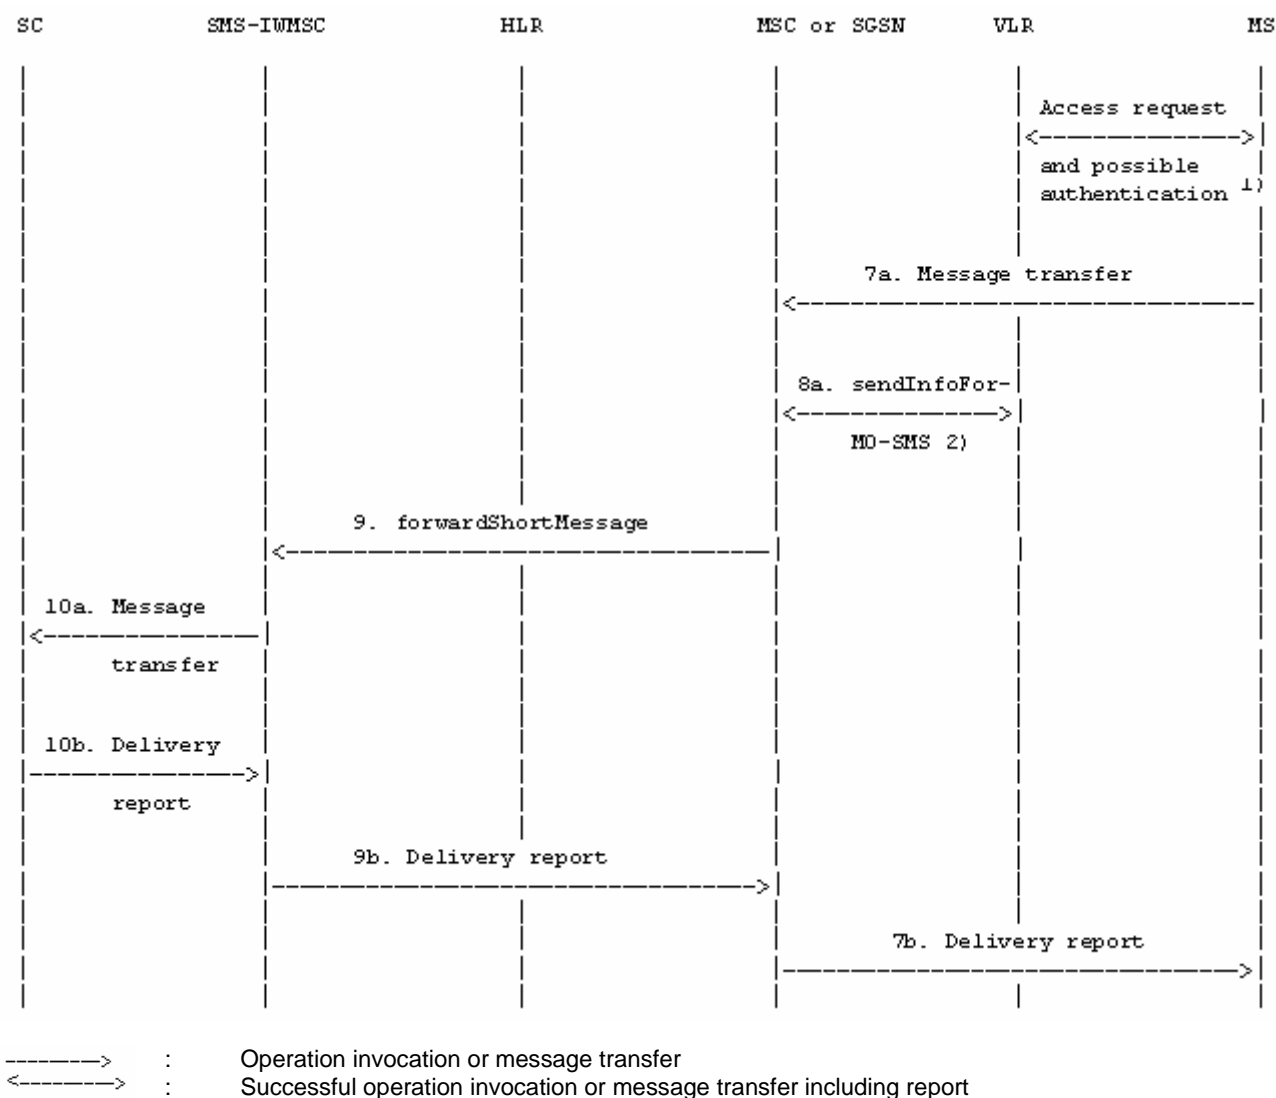 SC SMS-IWMSC HLR MSC or SGSN VLR MS
Access request
and possible
authentication 1)
7a. Message transfer
8a. sendInfoFor-
MO-SMS 2)
9. forwardShortMessage
10a. Message
transfer
10b. Delivery
report
9b. Delivery report
7b. Delivery report
: Operation invocation or message transfer
: Successful operation invocation or message transfer including report